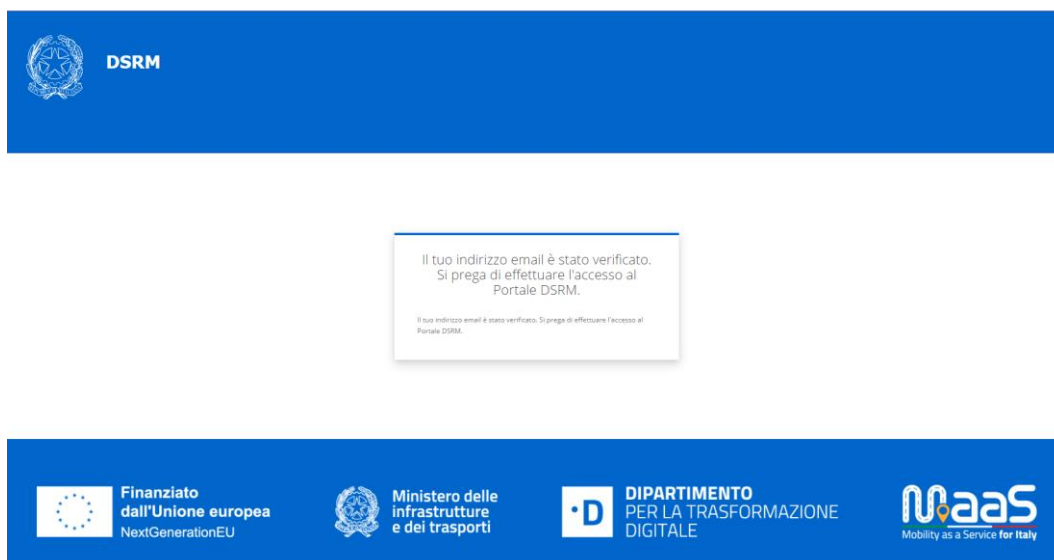 DSRM
Il tuo indirizzo email è stato verificato.
Si prega di effettuare l'accesso al
Portale DSRM.
Il tuo indirizzo email è stato verificato. Si prega di effettuare l'accesso al
Portale DSRM.
Finanziato
dall'Unione europea
NextGenerationEU
Ministero delle
infrastrutture
e dei trasporti
·D
DIPARTIMENTO
PER LA TRASFORMAZIONE
DIGITALE
MaaS
Mobility as a Service for Italy